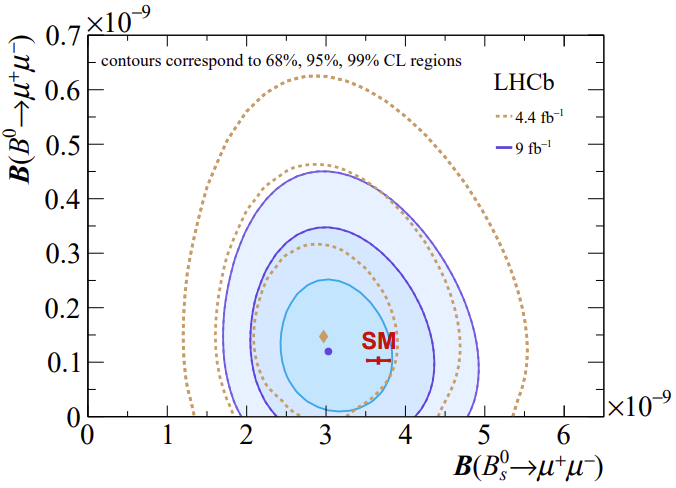 ×10⁻⁹
0.7
contours correspond to 68%, 95%, 99% CL regions
0.6
LHCb
4.4 fb⁻¹
0.5
9 fb⁻¹
0.4
0.3
0.2
SM
0.1
0
B(B⁰→μ⁺μ⁻)
0 1 2 3 4 5 6
×10⁻⁹
B(B⁰ₛ→μ⁺μ⁻)